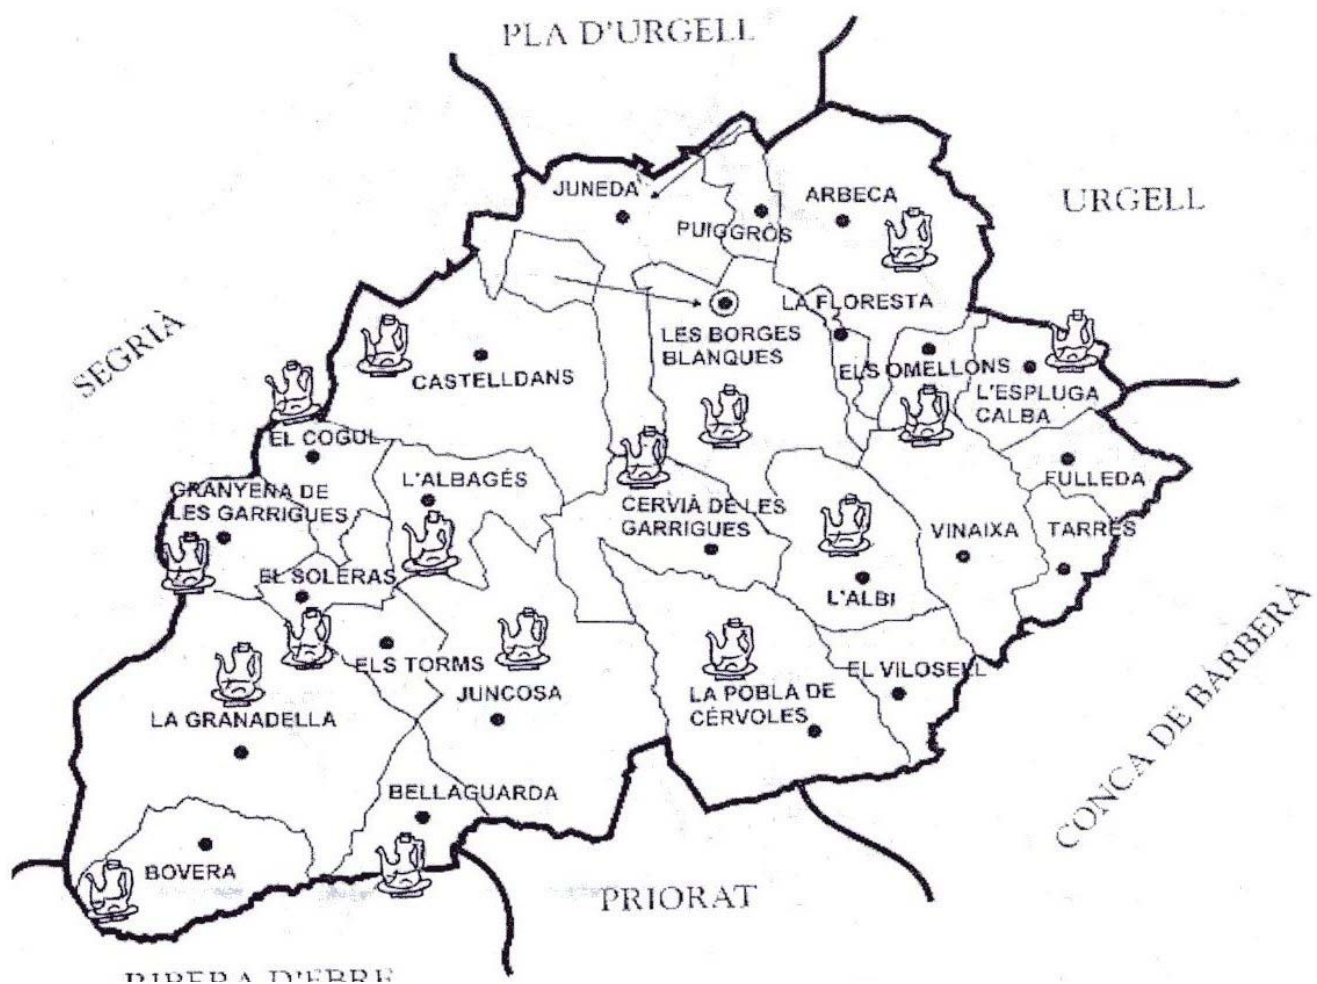 PLA D'URGELL
JUNEDA
ARBECA
URGELL
PUIGGRÒS
LA FLORESTA
SEGRIÀ
LES BORGES
BLANQUES
ELS OMELLONS
CASTELLDANS
L'ESPLUGA
CALBA
EL COGUL
L'ALBAGÉS
FULLEDA
GRANYENA DE
LES GARRIGUES
CERVIÀ DE LES
GARRIGUES
VINAIXA
TARRÉS
EL SOLERAS
L'ALBI
ELS TORMS
EL VILOSELL
JUNCOSA
LA POBLA DE
CÉRVOLES
LA GRANADELLA
CONCA DE BARBERÀ
BELLAGUARDA
BOVERA
PRIORAT
RIBERA D'EBRE